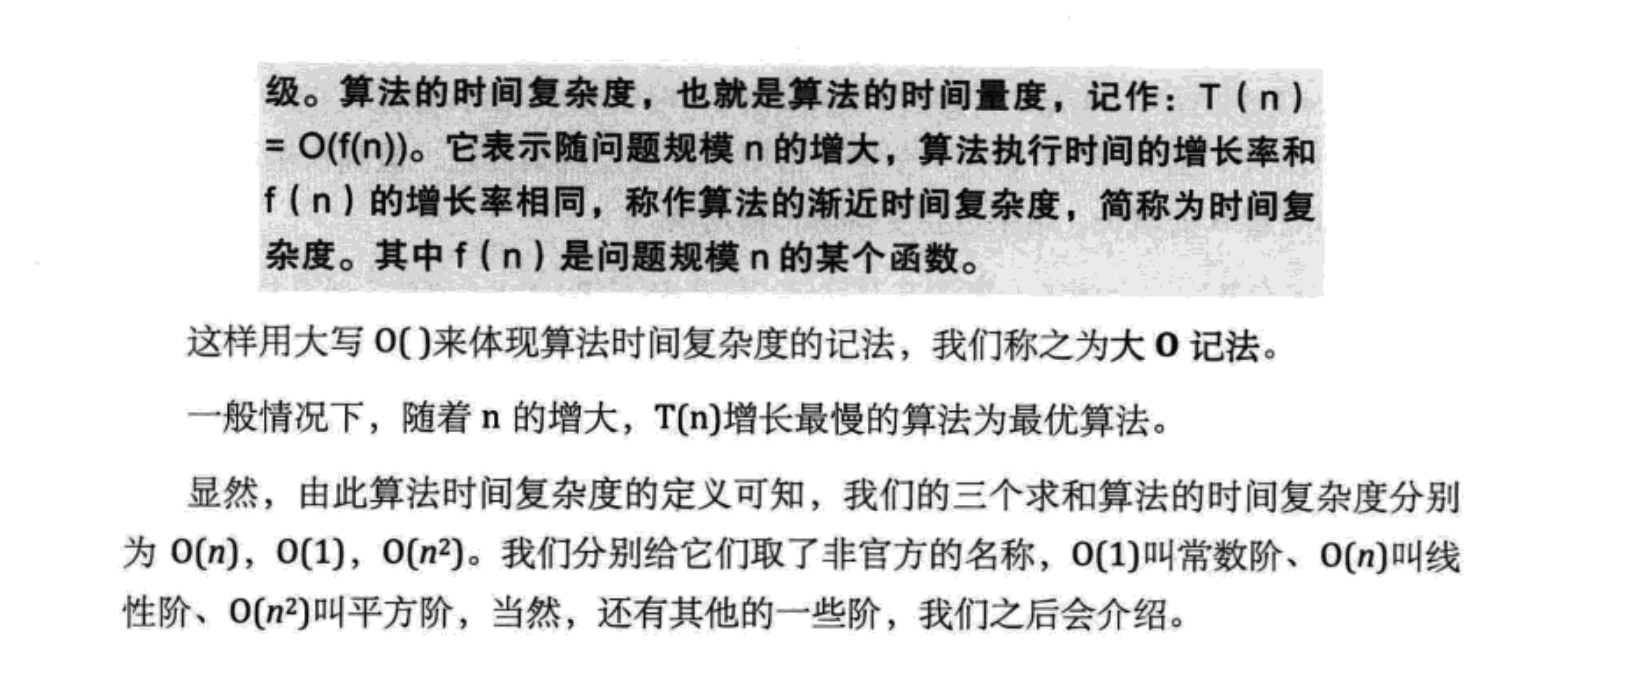 级。算法的时间复杂度，也就是算法的时间量度，记作：T（n）
= O(f(n))。它表示随问题规模 n 的增大，算法执行时间的增长率和
f（n）的增长率相同，称作算法的渐近时间复杂度，简称为时间复
杂度。其中 f（n）是问题规模 n 的某个函数。
这样用大写 O( )来体现算法时间复杂度的记法，我们称之为大 O 记法。
一般情况下，随着 n 的增大，T(n)增长最慢的算法为最优算法。
显然，由此算法时间复杂度的定义可知，我们的三个求和算法的时间复杂度分别
为 O(n)，O(1)，O(n²)。我们分别给它们取了非官方的名称，O(1)叫常数阶、O(n)叫线
性阶、O(n²)叫平方阶，当然，还有其他的一些阶，我们之后会介绍。